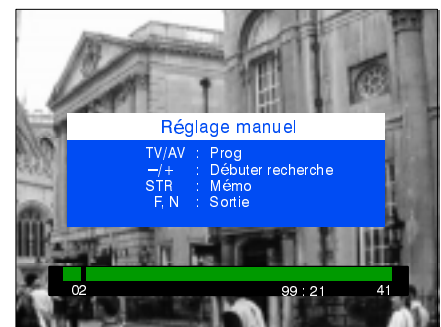 Réglage manuel
TV/AV : Prog
−/+ : Débuter recherche
STR : Mémo
F, N : Sortie
02 99 : 21 41